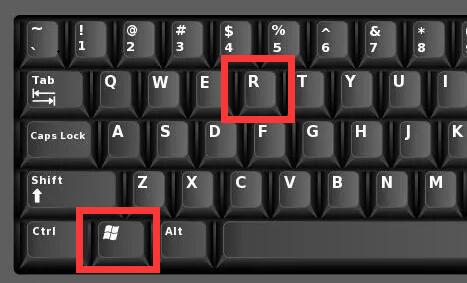 ~ ! @ # $ % ^ & *
` 1 2 3 4 5 6 7 8
Tab Q W E R T Y U I
Caps Lock A S D F G H J K
Shift Z X C V B N M
Ctrl Alt